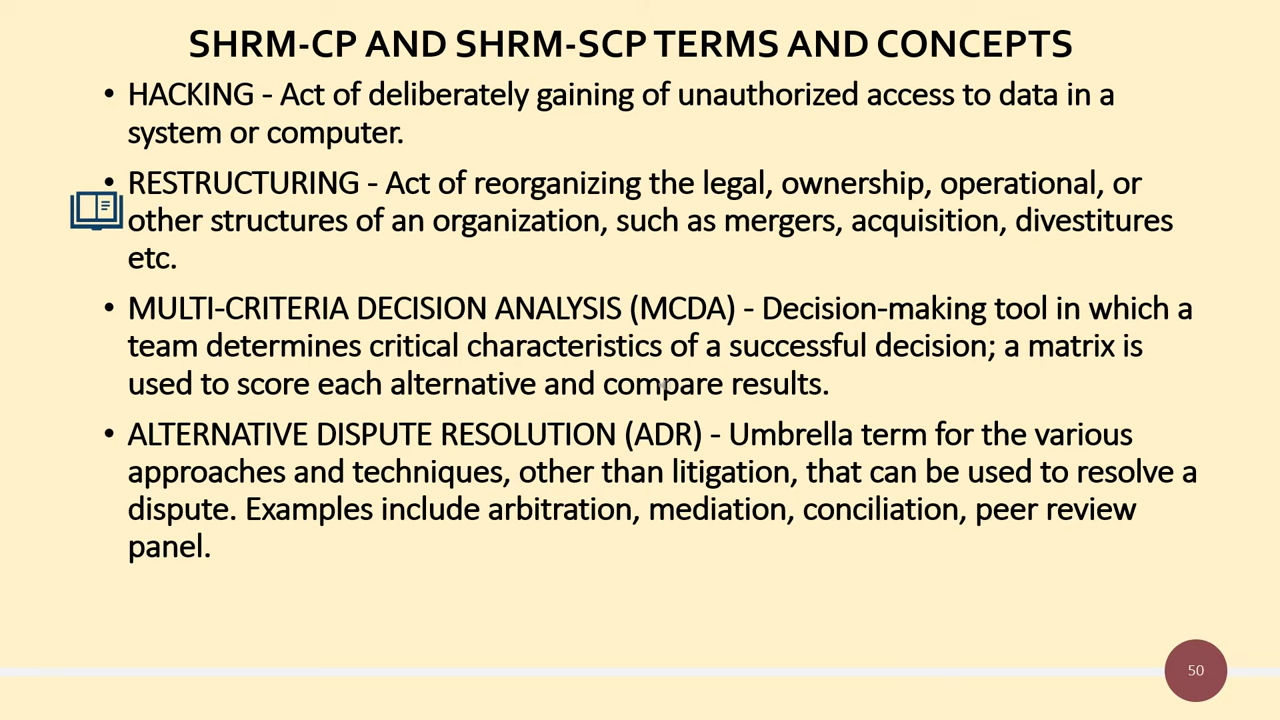 SHRM-CP AND SHRM-SCP TERMS AND CONCEPTS
• HACKING - Act of deliberately gaining of unauthorized access to data in a
system or computer.
• RESTRUCTURING - Act of reorganizing the legal, ownership, operational, or
other structures of an organization, such as mergers, acquisition, divestitures
etc.
• MULTI-CRITERIA DECISION ANALYSIS (MCDA) - Decision-making tool in which a
team determines critical characteristics of a successful decision; a matrix is
used to score each alternative and compare results.
• ALTERNATIVE DISPUTE RESOLUTION (ADR) - Umbrella term for the various
approaches and techniques, other than litigation, that can be used to resolve a
dispute. Examples include arbitration, mediation, conciliation, peer review
panel.
50